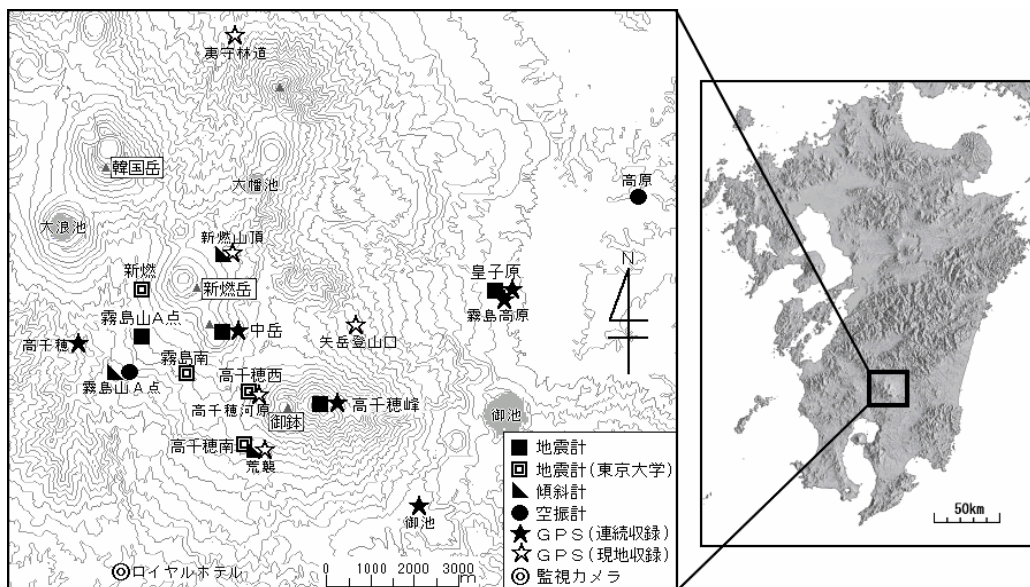 夷守林道
韓国岳
大幡池
高原
大浪池
新燃山頂
新燃
新燃岳
皇子原
霧島高原
N
霧島山A点
高千穂
中岳
矢岳登山口
霧島南
霧島山A点
高千穂西
高千穂河原
御鉢
高千穂峰
御池
高千穂南
荒襲
御池
ロイヤルホテル
0 1000 2000 3000 m
地震計
地震計(東京大学)
傾斜計
空振計
GPS(連続収録)
GPS(現地収録)
監視カメラ
50km